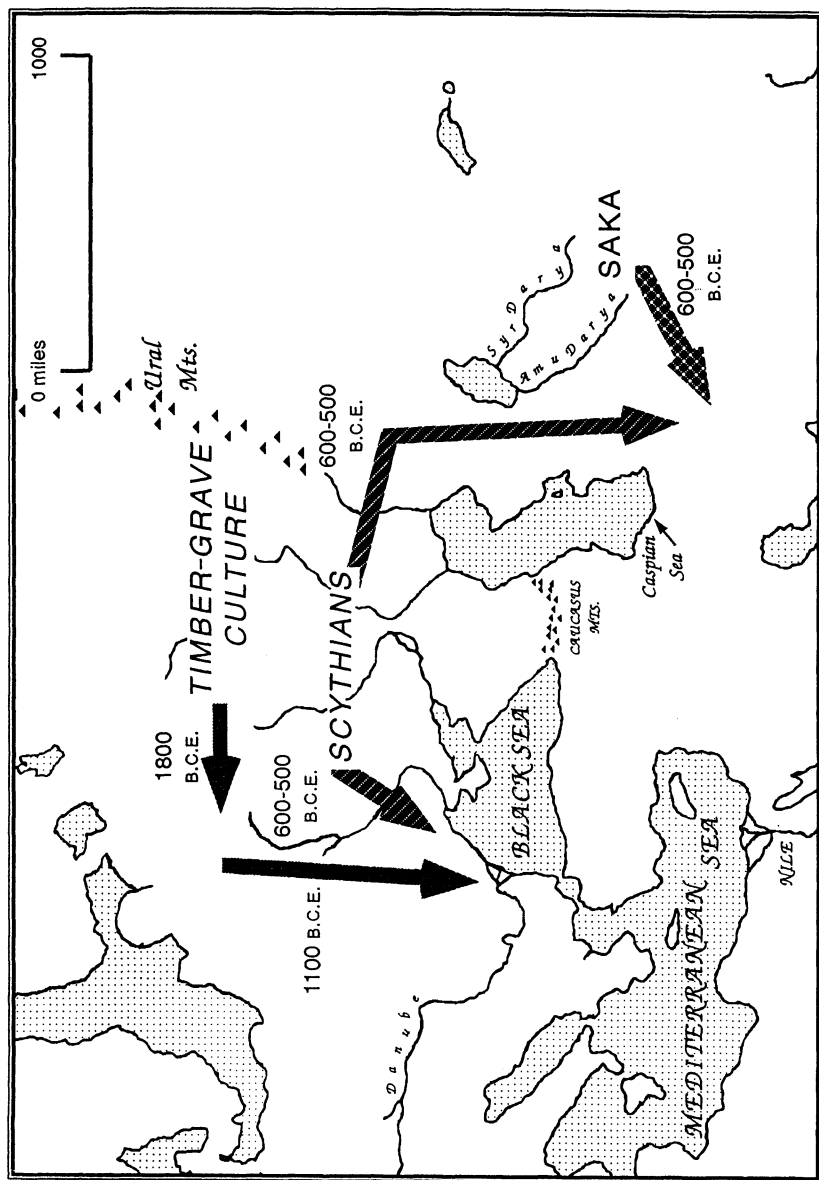 0 miles
1000
Ural
Mts.
TIMBER-GRAVE
CULTURE
1800
B.C.E.
600-500
B.C.E.
600-500
B.C.E.
SCYTHIANS
1100 B.C.E.
Danube
Syr Darya
Amu Darya
SAKA
600-500
B.C.E.
BLACK SEA
CAUCASUS
MTS.
Caspian
Sea
MEDITERRANEAN SEA
NILE